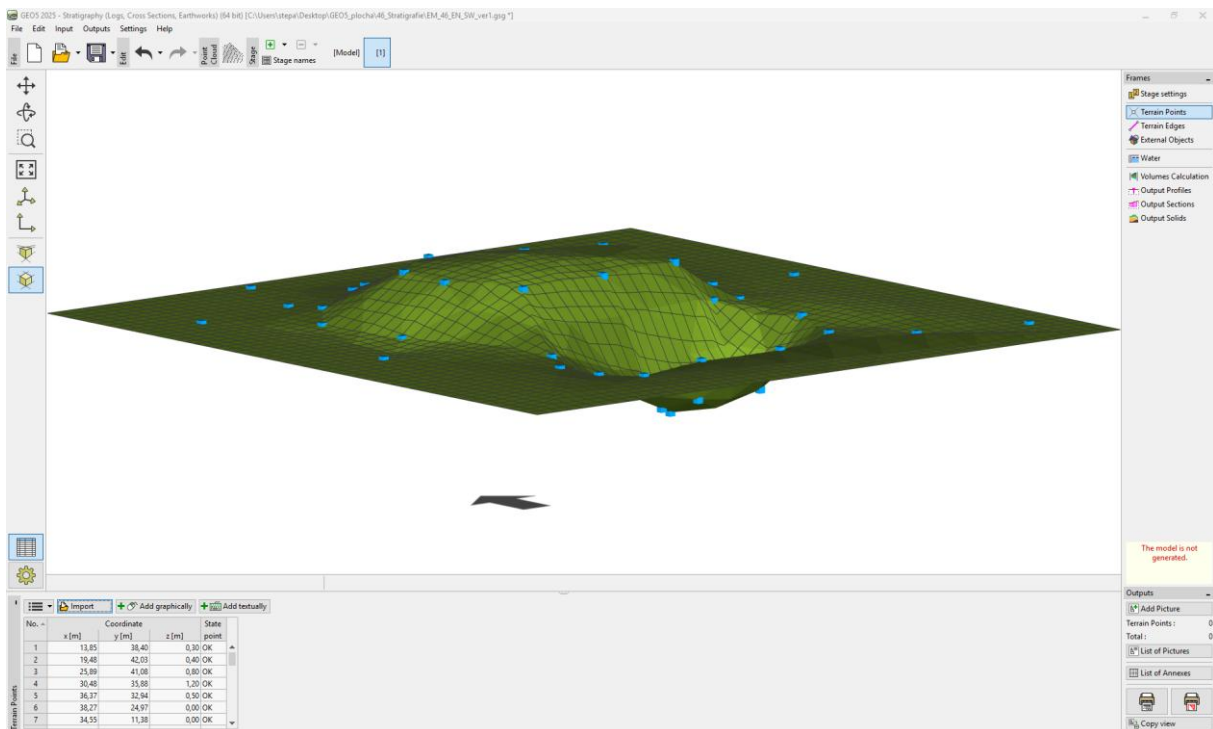 GEO5 2025 - Stratigraphy (Logs, Cross Sections, Earthworks) (64 bit) [C:\Users\stepa\Desktop\GEO5_plocha\46_Stratigrafie\EM_46_EN_SW_ver1.gsg *]
File Edit Input Outputs Settings Help
File
Edit
Point Cloud
Stage
Stage names
[Model]
[1]
Frames
Stage settings
Terrain Points
Terrain Edges
External Objects
Water
Volumes Calculation
Output Profiles
Output Sections
Output Solids
The model is not
generated.
Import Add graphically Add textually
No. Coordinate State
x [m] y [m] z [m] point
1 13,85 38,40 0,30 OK
2 19,48 42,03 0,40 OK
3 25,89 41,08 0,80 OK
4 30,48 35,88 1,20 OK
5 36,37 32,94 0,50 OK
6 38,27 24,97 0,00 OK
7 34,55 11,38 0,00 OK
Terrain Points
Outputs
Add Picture
Terrain Points : 0
Total : 0
List of Pictures
List of Annexes
Copy view